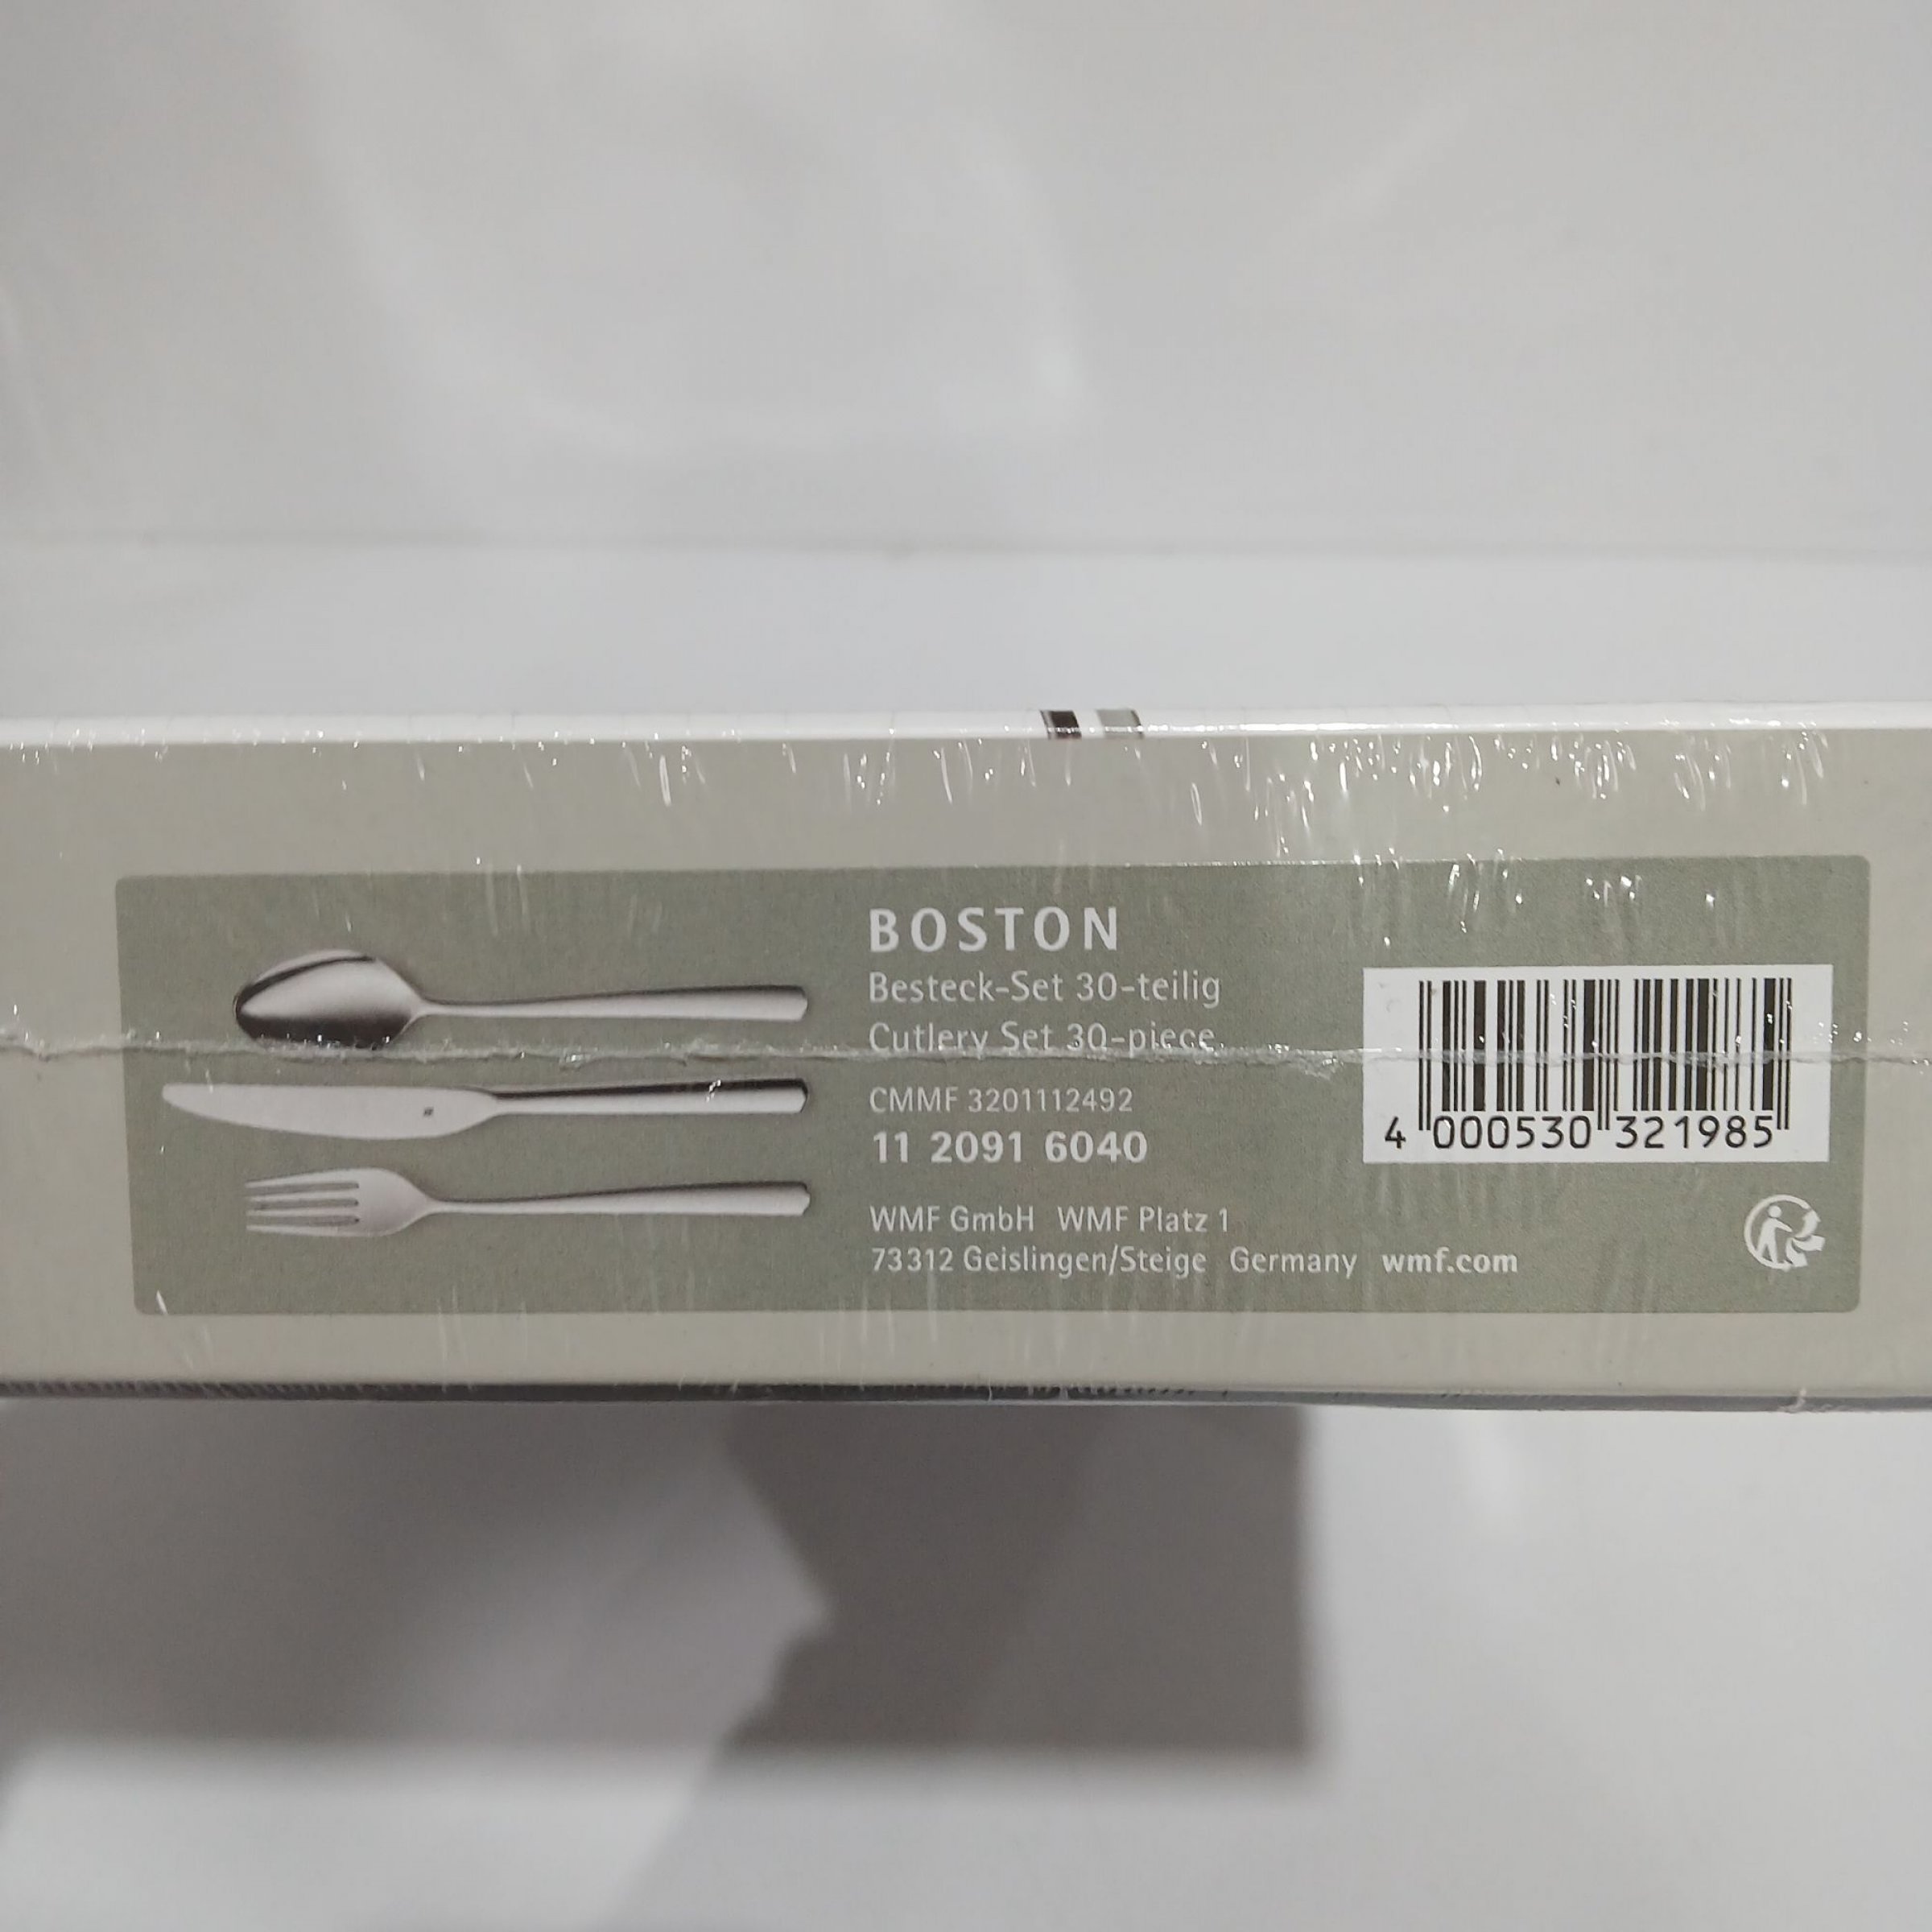 BOSTON
Besteck-Set 30-teilig
Cutlery Set 30-piece
CMMF 3201112492
11 2091 6040
WMF GmbH WMF Platz 1
73312 Geislingen/Steige Germany wmf.com
4 000530 321985